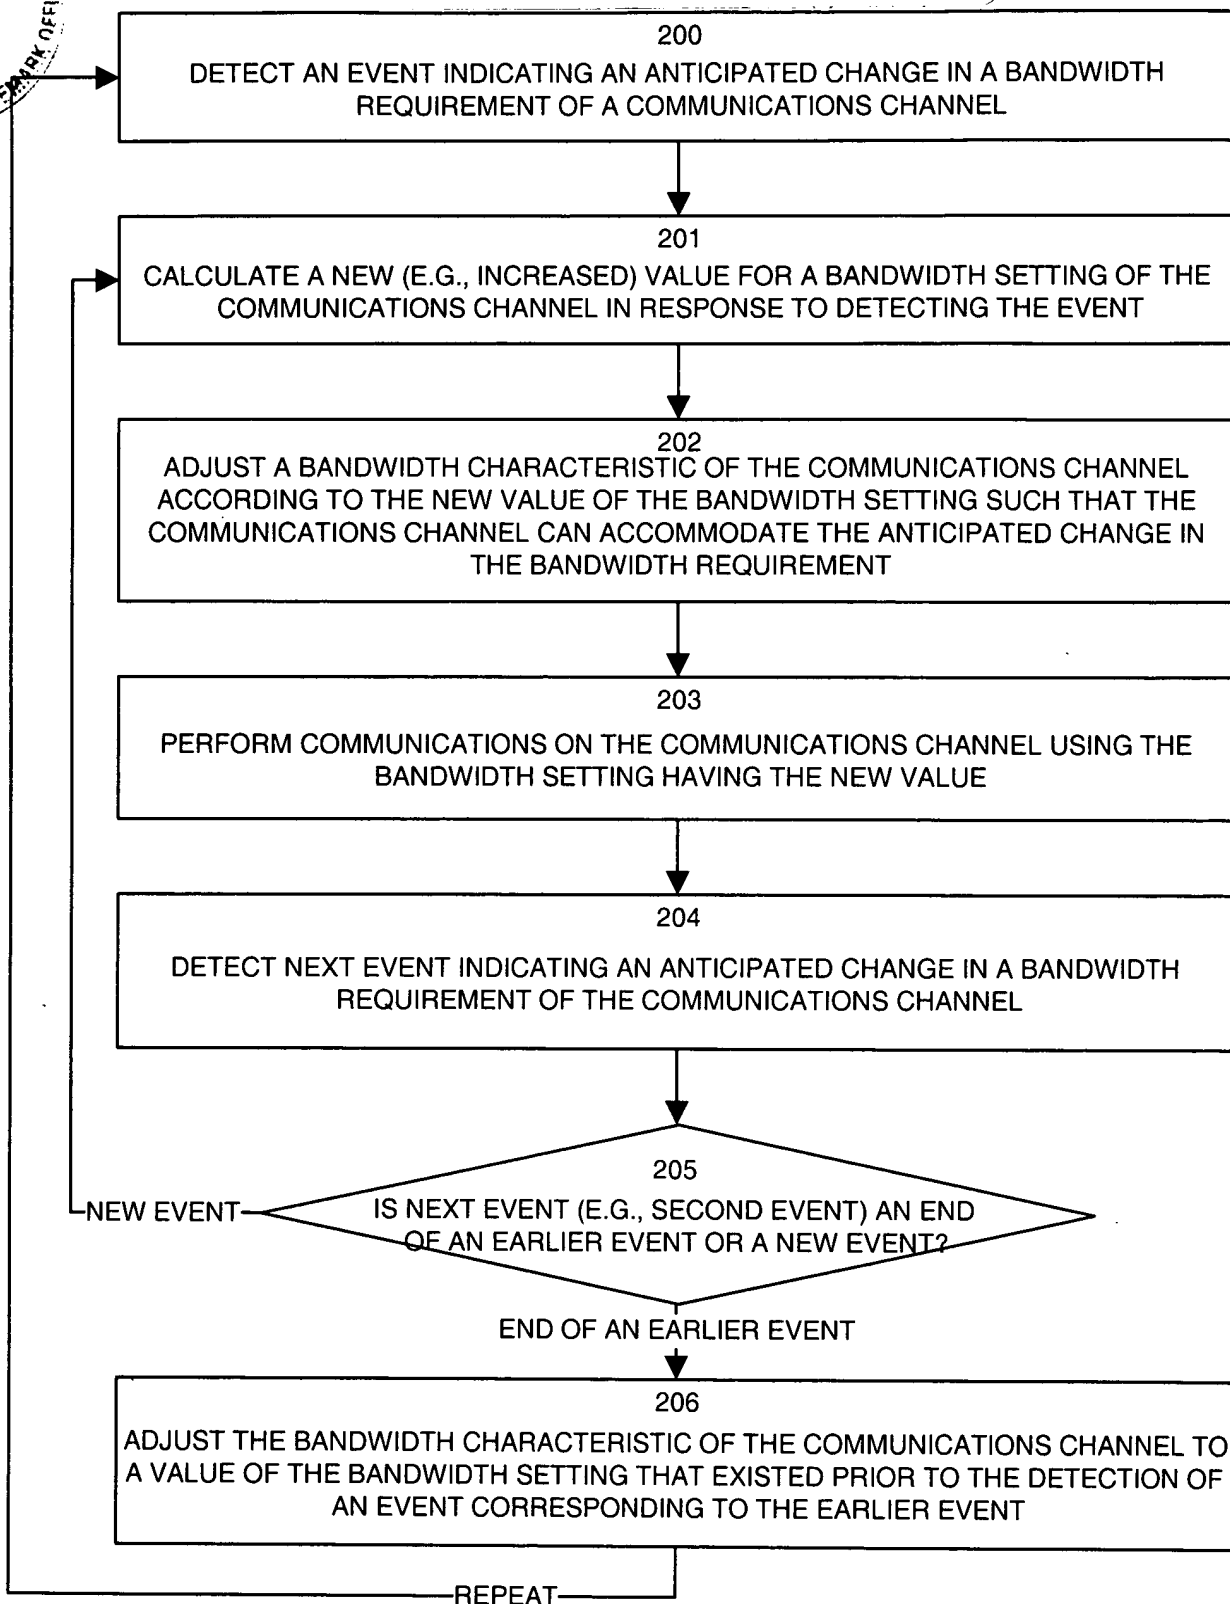 200
DETECT AN EVENT INDICATING AN ANTICIPATED CHANGE IN A BANDWIDTH
REQUIREMENT OF A COMMUNICATIONS CHANNEL
201
CALCULATE A NEW (E.G., INCREASED) VALUE FOR A BANDWIDTH SETTING OF THE
COMMUNICATIONS CHANNEL IN RESPONSE TO DETECTING THE EVENT
202
ADJUST A BANDWIDTH CHARACTERISTIC OF THE COMMUNICATIONS CHANNEL
ACCORDING TO THE NEW VALUE OF THE BANDWIDTH SETTING SUCH THAT THE
COMMUNICATIONS CHANNEL CAN ACCOMMODATE THE ANTICIPATED CHANGE IN
THE BANDWIDTH REQUIREMENT
203
PERFORM COMMUNICATIONS ON THE COMMUNICATIONS CHANNEL USING THE
BANDWIDTH SETTING HAVING THE NEW VALUE
204
DETECT NEXT EVENT INDICATING AN ANTICIPATED CHANGE IN A BANDWIDTH
REQUIREMENT OF THE COMMUNICATIONS CHANNEL
205
IS NEXT EVENT (E.G., SECOND EVENT) AN END
OF AN EARLIER EVENT OR A NEW EVENT?
NEW EVENT
END OF AN EARLIER EVENT
206
ADJUST THE BANDWIDTH CHARACTERISTIC OF THE COMMUNICATIONS CHANNEL TO
A VALUE OF THE BANDWIDTH SETTING THAT EXISTED PRIOR TO THE DETECTION OF
AN EVENT CORRESPONDING TO THE EARLIER EVENT
REPEAT